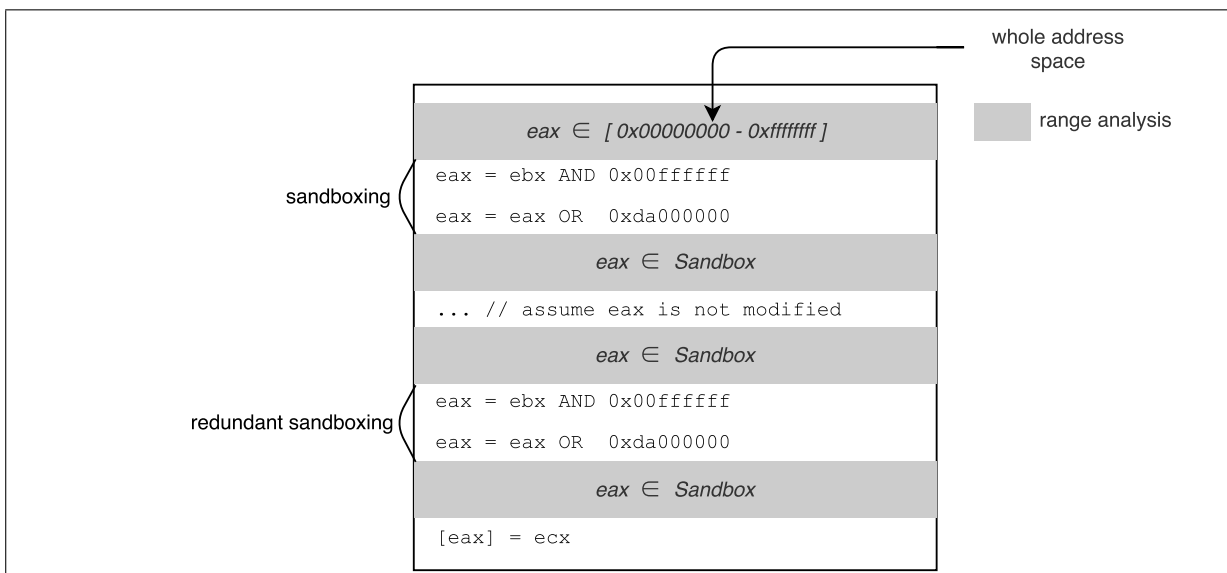 whole address
space
eax ∈ [ 0x00000000 - 0xffffffff ]
range analysis
eax = ebx AND 0x00ffffff
sandboxing
eax = eax OR  0xda000000
eax ∈ Sandbox
... // assume eax is not modified
eax ∈ Sandbox
eax = ebx AND 0x00ffffff
redundant sandboxing
eax = eax OR  0xda000000
eax ∈ Sandbox
[eax] = ecx